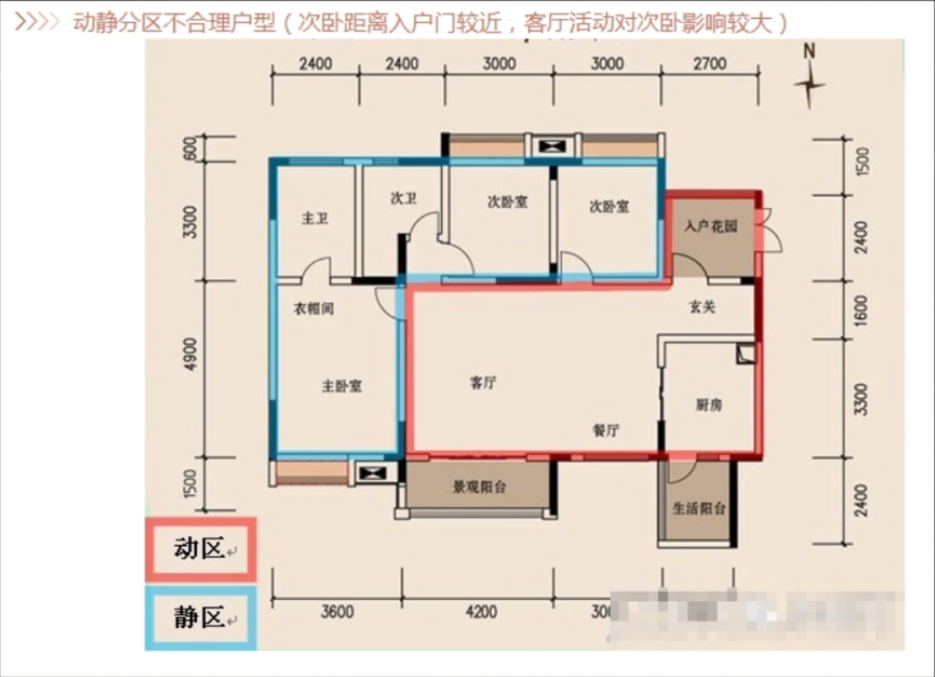 动静分区不合理户型（次卧距离入户门较近，客厅活动对次卧影响较大）
N
2400 2400 3000 3000 2700
600
3300
4900
1500
1500
2400
1600
3300
2400
主卫
次卫
次卧室
次卧室
入户花园
衣帽间
玄关
主卧室
客厅
厨房
餐厅
景观阳台
生活阳台
动区
静区
3600 4200